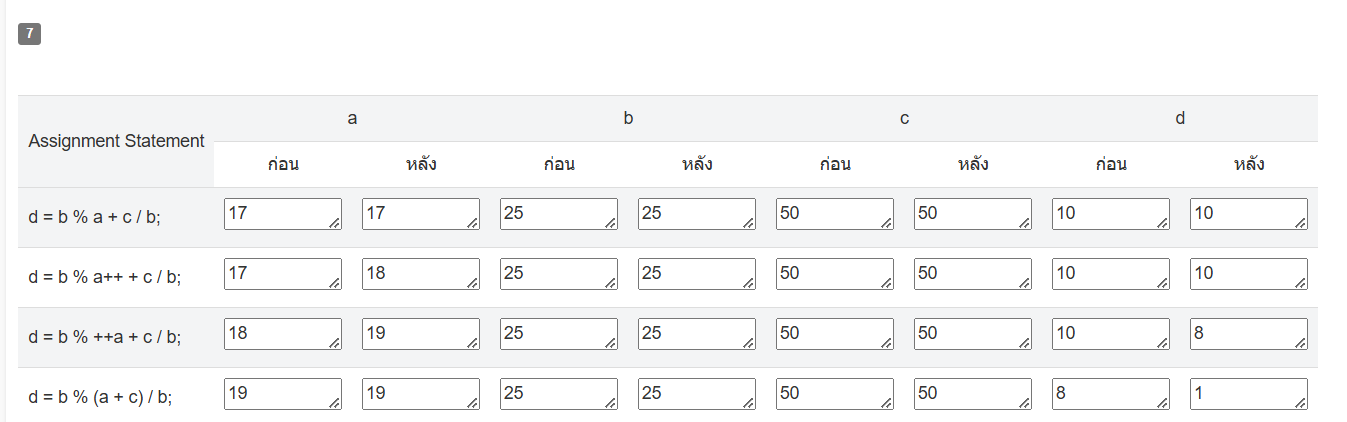 7
a b c d
Assignment Statement
ก่อน หลัง ก่อน หลัง ก่อน หลัง ก่อน หลัง
d = b % a + c / b; 17 17 25 25 50 50 10 10
d = b % a++ + c / b; 17 18 25 25 50 50 10 10
d = b % ++a + c / b; 18 19 25 25 50 50 10 8
d = b % (a + c) / b; 19 19 25 25 50 50 8 1